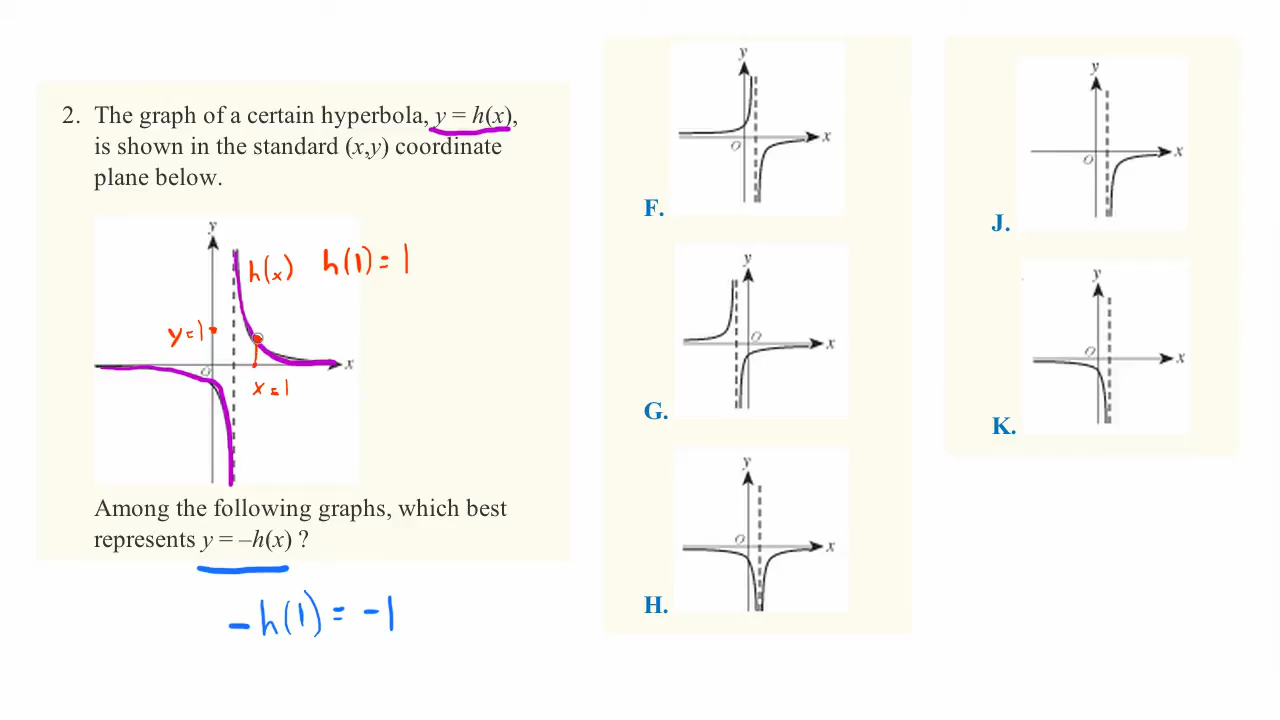 2. The graph of a certain hyperbola, y = h(x),
is shown in the standard (x,y) coordinate
plane below.
y
h(x) h(1) = 1
y=1
O
x
x=1
Among the following graphs, which best
represents y = –h(x) ?
-h(1) = -1
y
O
x
F.
y
O
x
G.
y
O
x
H.
y
O
x
J.
y
O
x
K.